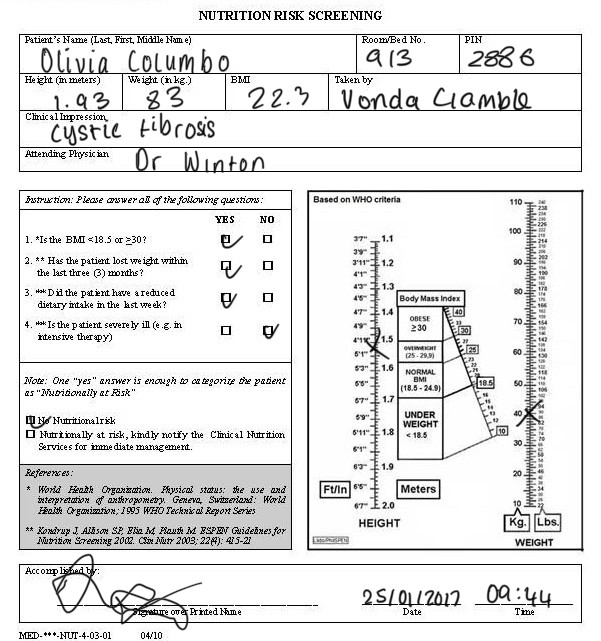 NUTRITION RISK SCREENING
Patient's Name (Last, First, Middle Name) Room/Bed No. PIN
Olivia Columbo 913 2886
Height (in meters) Weight (in kg.) BMI Taken by
1.93 83 22.3 Vonda Cramble
Clinical Impression
Cystic Fibrosis
Attending Physician Dr Winton
Instruction: Please answer all of the following questions:
YES NO
1. *Is the BMI <18.5 or ≥30?
2. ** Has the patient lost weight within
the last three (3) months?
3. ** Did the patient have a reduced
dietary intake in the last week?
4. ** Is the patient severely ill (e.g. in
intensive therapy)
Note: One "yes" answer is enough to categorize the patient
as "Nutritionally at Risk"
No Nutritional risk
Nutritionally at risk, kindly notify the Clinical Nutrition
Services for immediate management.
References:
* World Health Organization. Physical status: the use and
interpretation of anthropometry. Geneva, Switzerland: World
Health Organization; 1995 WHO Technical Report Series
** Kondrup J, Allison SP, Elia M, Plauth M. ESPEN Guidelines for
Nutrition Screening 2002. Clin Nutr 2003; 22(4): 415-21
Based on WHO criteria
3'7" 1.1
3'9"
3'11" 1.2
4'1"
4'3" 1.3
4'5"
4'7" 1.4
4'9"
4'11" 1.5
5'1"
5'3" 1.6
5'5"
5'7" 1.7
5'9"
5'11" 1.8
6'1"
6'3" 1.9
6'5"
6'7" 2.0
Ft/In Meters
HEIGHT
Body Mass Index
OBESE
≥30
OVERWEIGHT
(25 - 29,9)
NORMAL
BMI
(18.5 - 24.9)
UNDER
WEIGHT
< 18.5
40
30
25
18.5
10
110
100
90
80
70
60
50
40
30
20
10
Kg. Lbs.
WEIGHT
Accomplished by:
Signature over Printed Name
25/01/2017 09:44
Date Time
MED-***-NUT-4-03-01 04/10